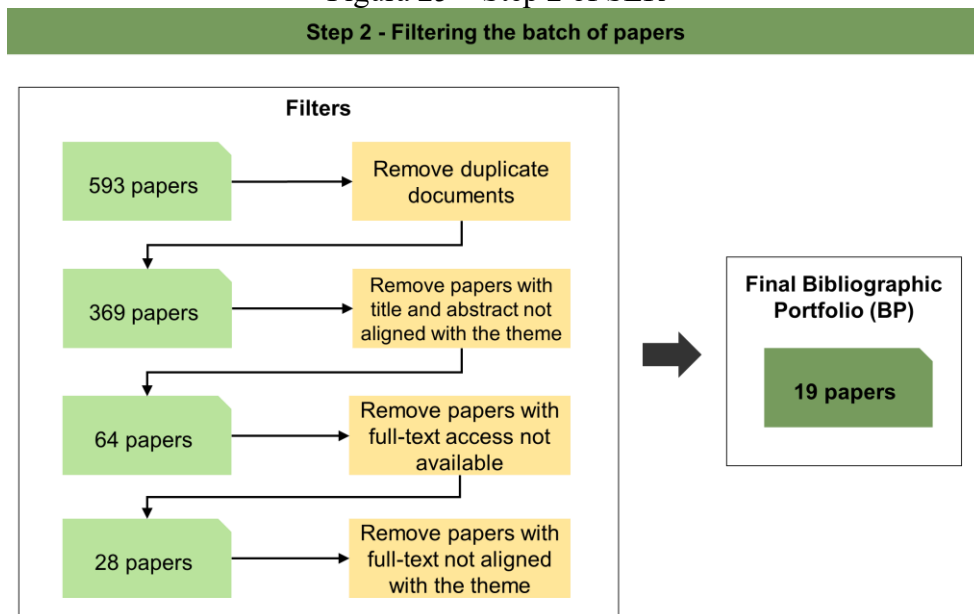 Step 2 - Filtering the batch of papers
Filters
593 papers
Remove duplicate
documents
369 papers
Remove papers with
title and abstract not
aligned with the theme
64 papers
Remove papers with
full-text access not
available
28 papers
Remove papers with
full-text not aligned
with the theme
Final Bibliographic
Portfolio (BP)
19 papers